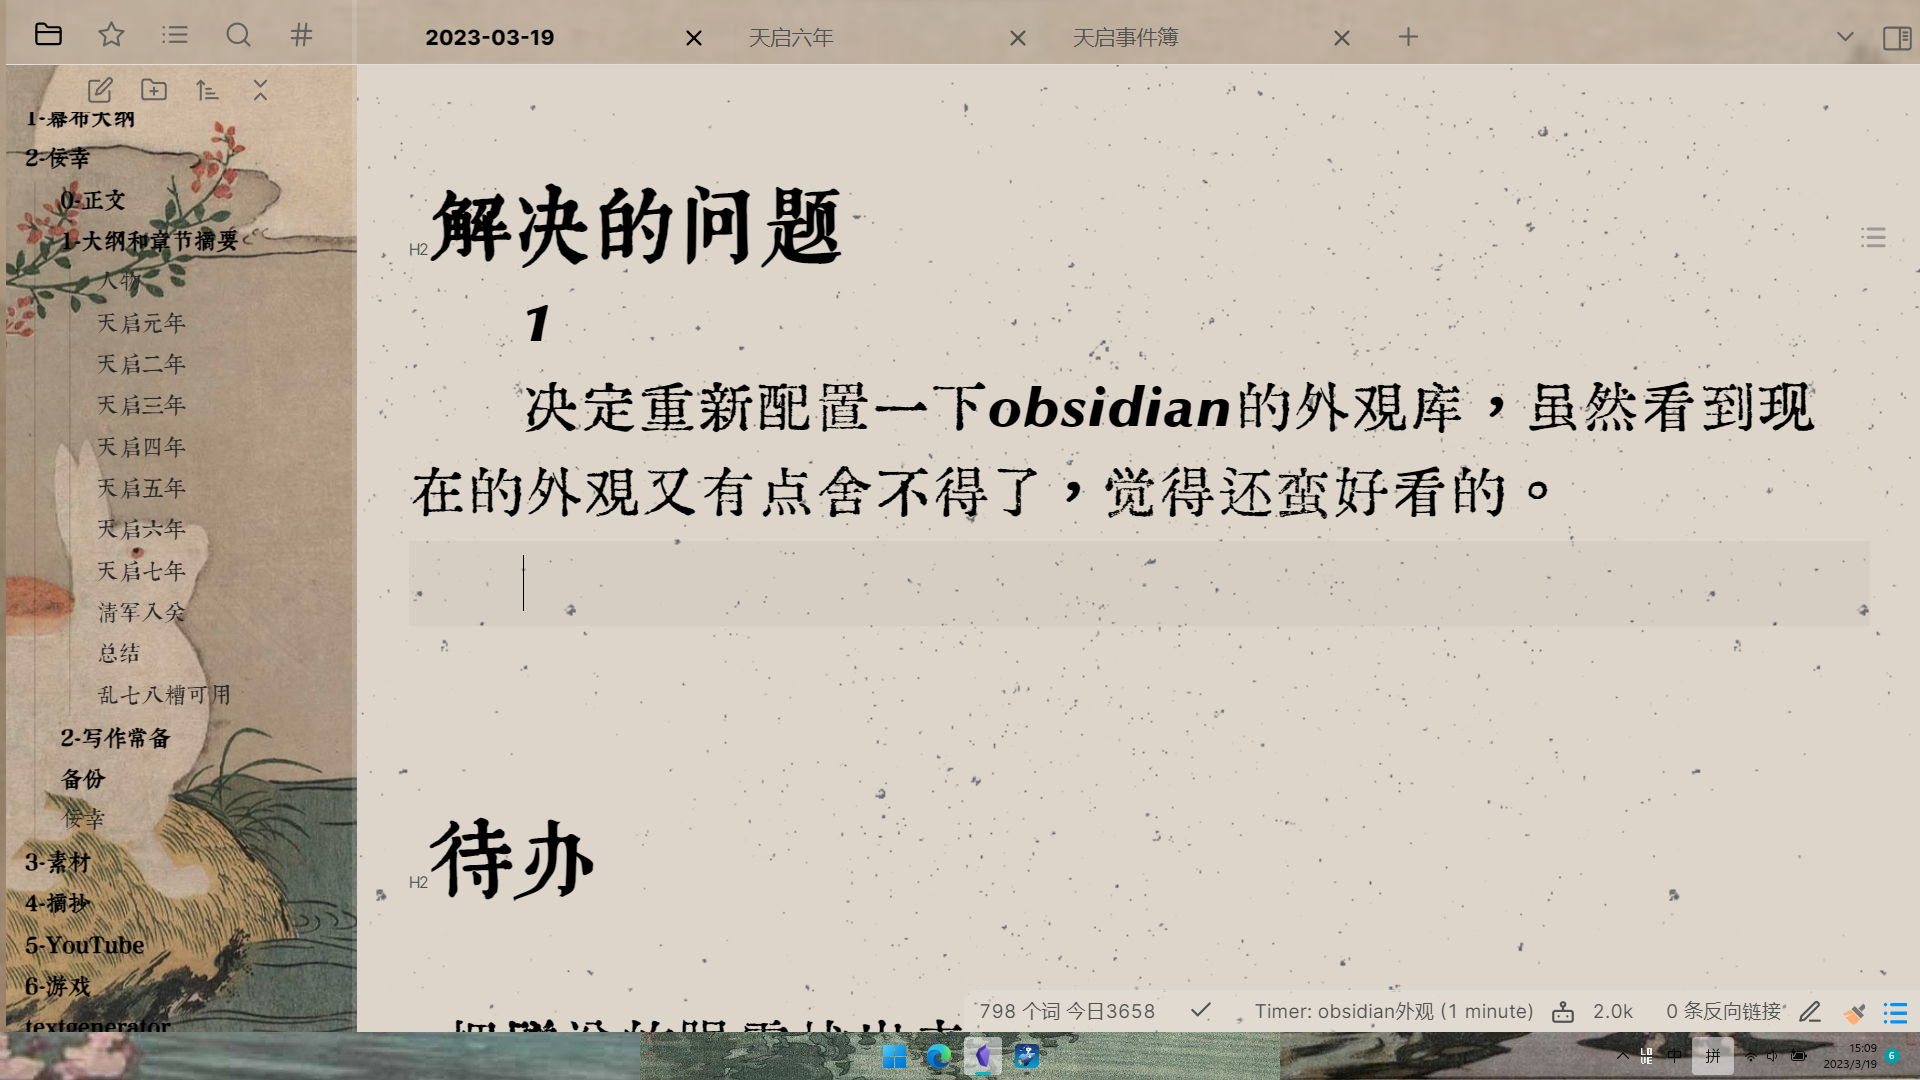 2023-03-19
天启六年
天启事件簿
1-幕布大纲
2-佞幸
0-正文
1-大纲和章节摘要
人物
天启元年
天启二年
天启三年
天启四年
天启五年
天启六年
天启七年
清军入关
总结
乱七八糟可用
2-写作常备
备份
佞幸
3-素材
4-摘抄
5-YouTube
6-游戏
textgenerator
H2 解决的问题
1
决定重新配置一下obsidian的外观库，虽然看到现
在的外观又有点舍不得了，觉得还蛮好看的。
H2 待办
798 个词 今日3658
Timer: obsidian外观 (1 minute)
2.0k
0 条反向链接
LOVE
中
拼
15:09
2023/3/19
6